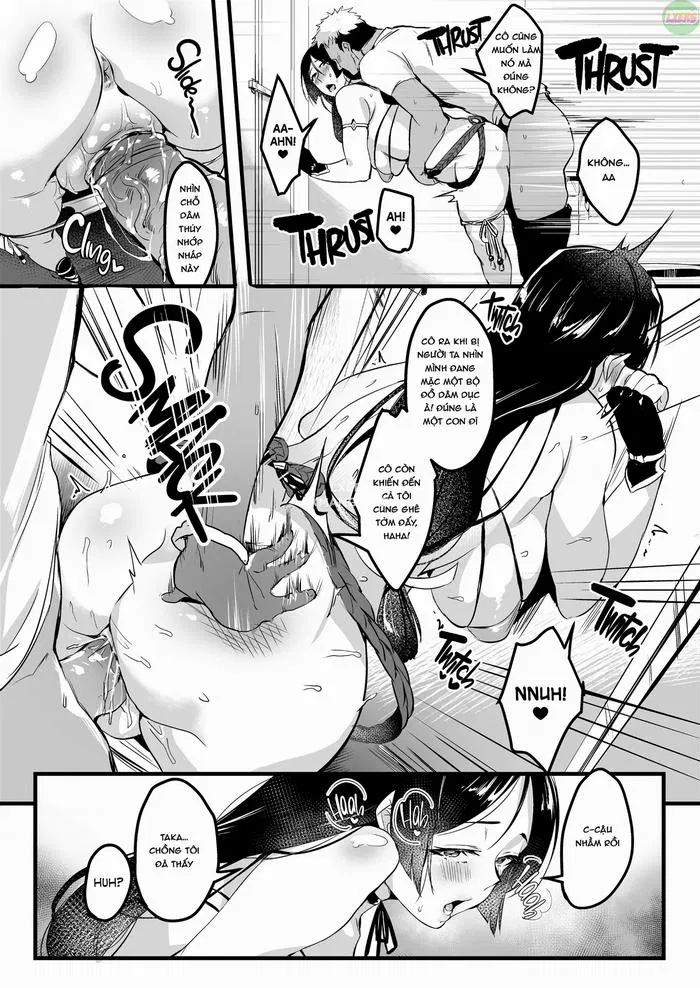 Slide...
NHÌN
CHỖ
DÂM
THỦY
NHỚP
NHÁP
NÀY
Cling
THRUST
THRUST
CÔ CŨNG
MUỐN LÀM
NÓ MÀ
ĐÚNG
KHÔNG?
AA-
AHN!
KHÔNG...
AA
AH!
THRUST
Twitch
CÔ RA KHI BỊ
NGƯỜI TA NHÌN
MÌNH ĐANG
MẶC MỘT BỘ
ĐỒ DÂM DỤC
À! ĐÚNG LÀ
MỘT CON ĐĨ
SMACK
CÔ CÒN
KHIẾN ĐẾN
CẢ TÔI
CŨNG GHÊ
TỞM ĐẤY,
HAHA!
Twitch
Twitch
NNUH!
C-CẬU
NHẦM RỒI
Haah
Haah
Haah
TAKA...
CHỒNG TÔI
ĐÃ THẤY
HUH?